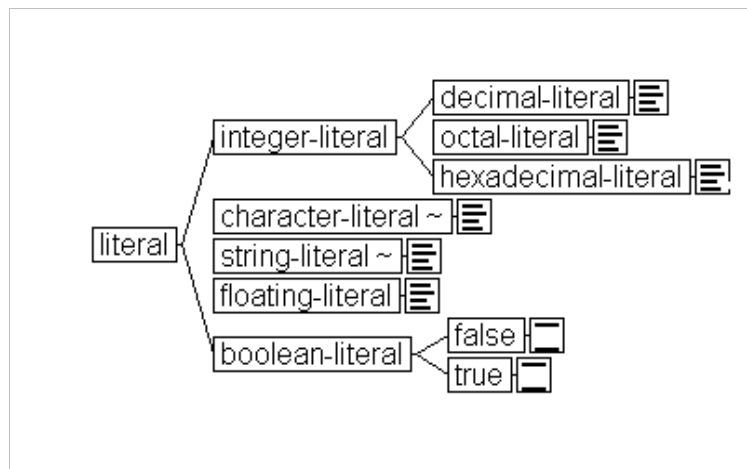 decimal-literal
integer-literal
octal-literal
hexadecimal-literal
character-literal ~
literal
string-literal ~
floating-literal
boolean-literal
false
true